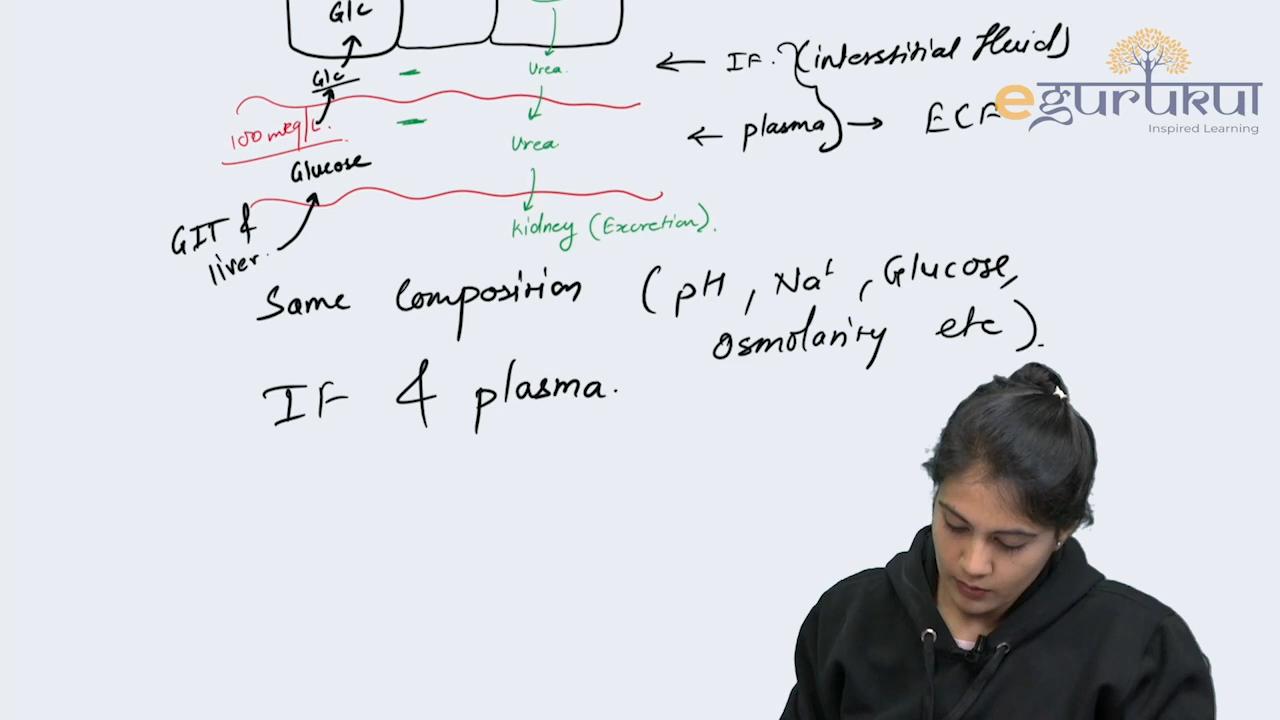 Glc
Glc
Urea.
← IF. (interstitial fluid)
100 meq/L.
Urea
← plasma → ECF
Glucose
GIT &
liver.
kidney (Excretion).
Same Composition (pH, Na+, Glucose,
Osmolarity etc).
IF & plasma.
egurukul
Inspired Learning